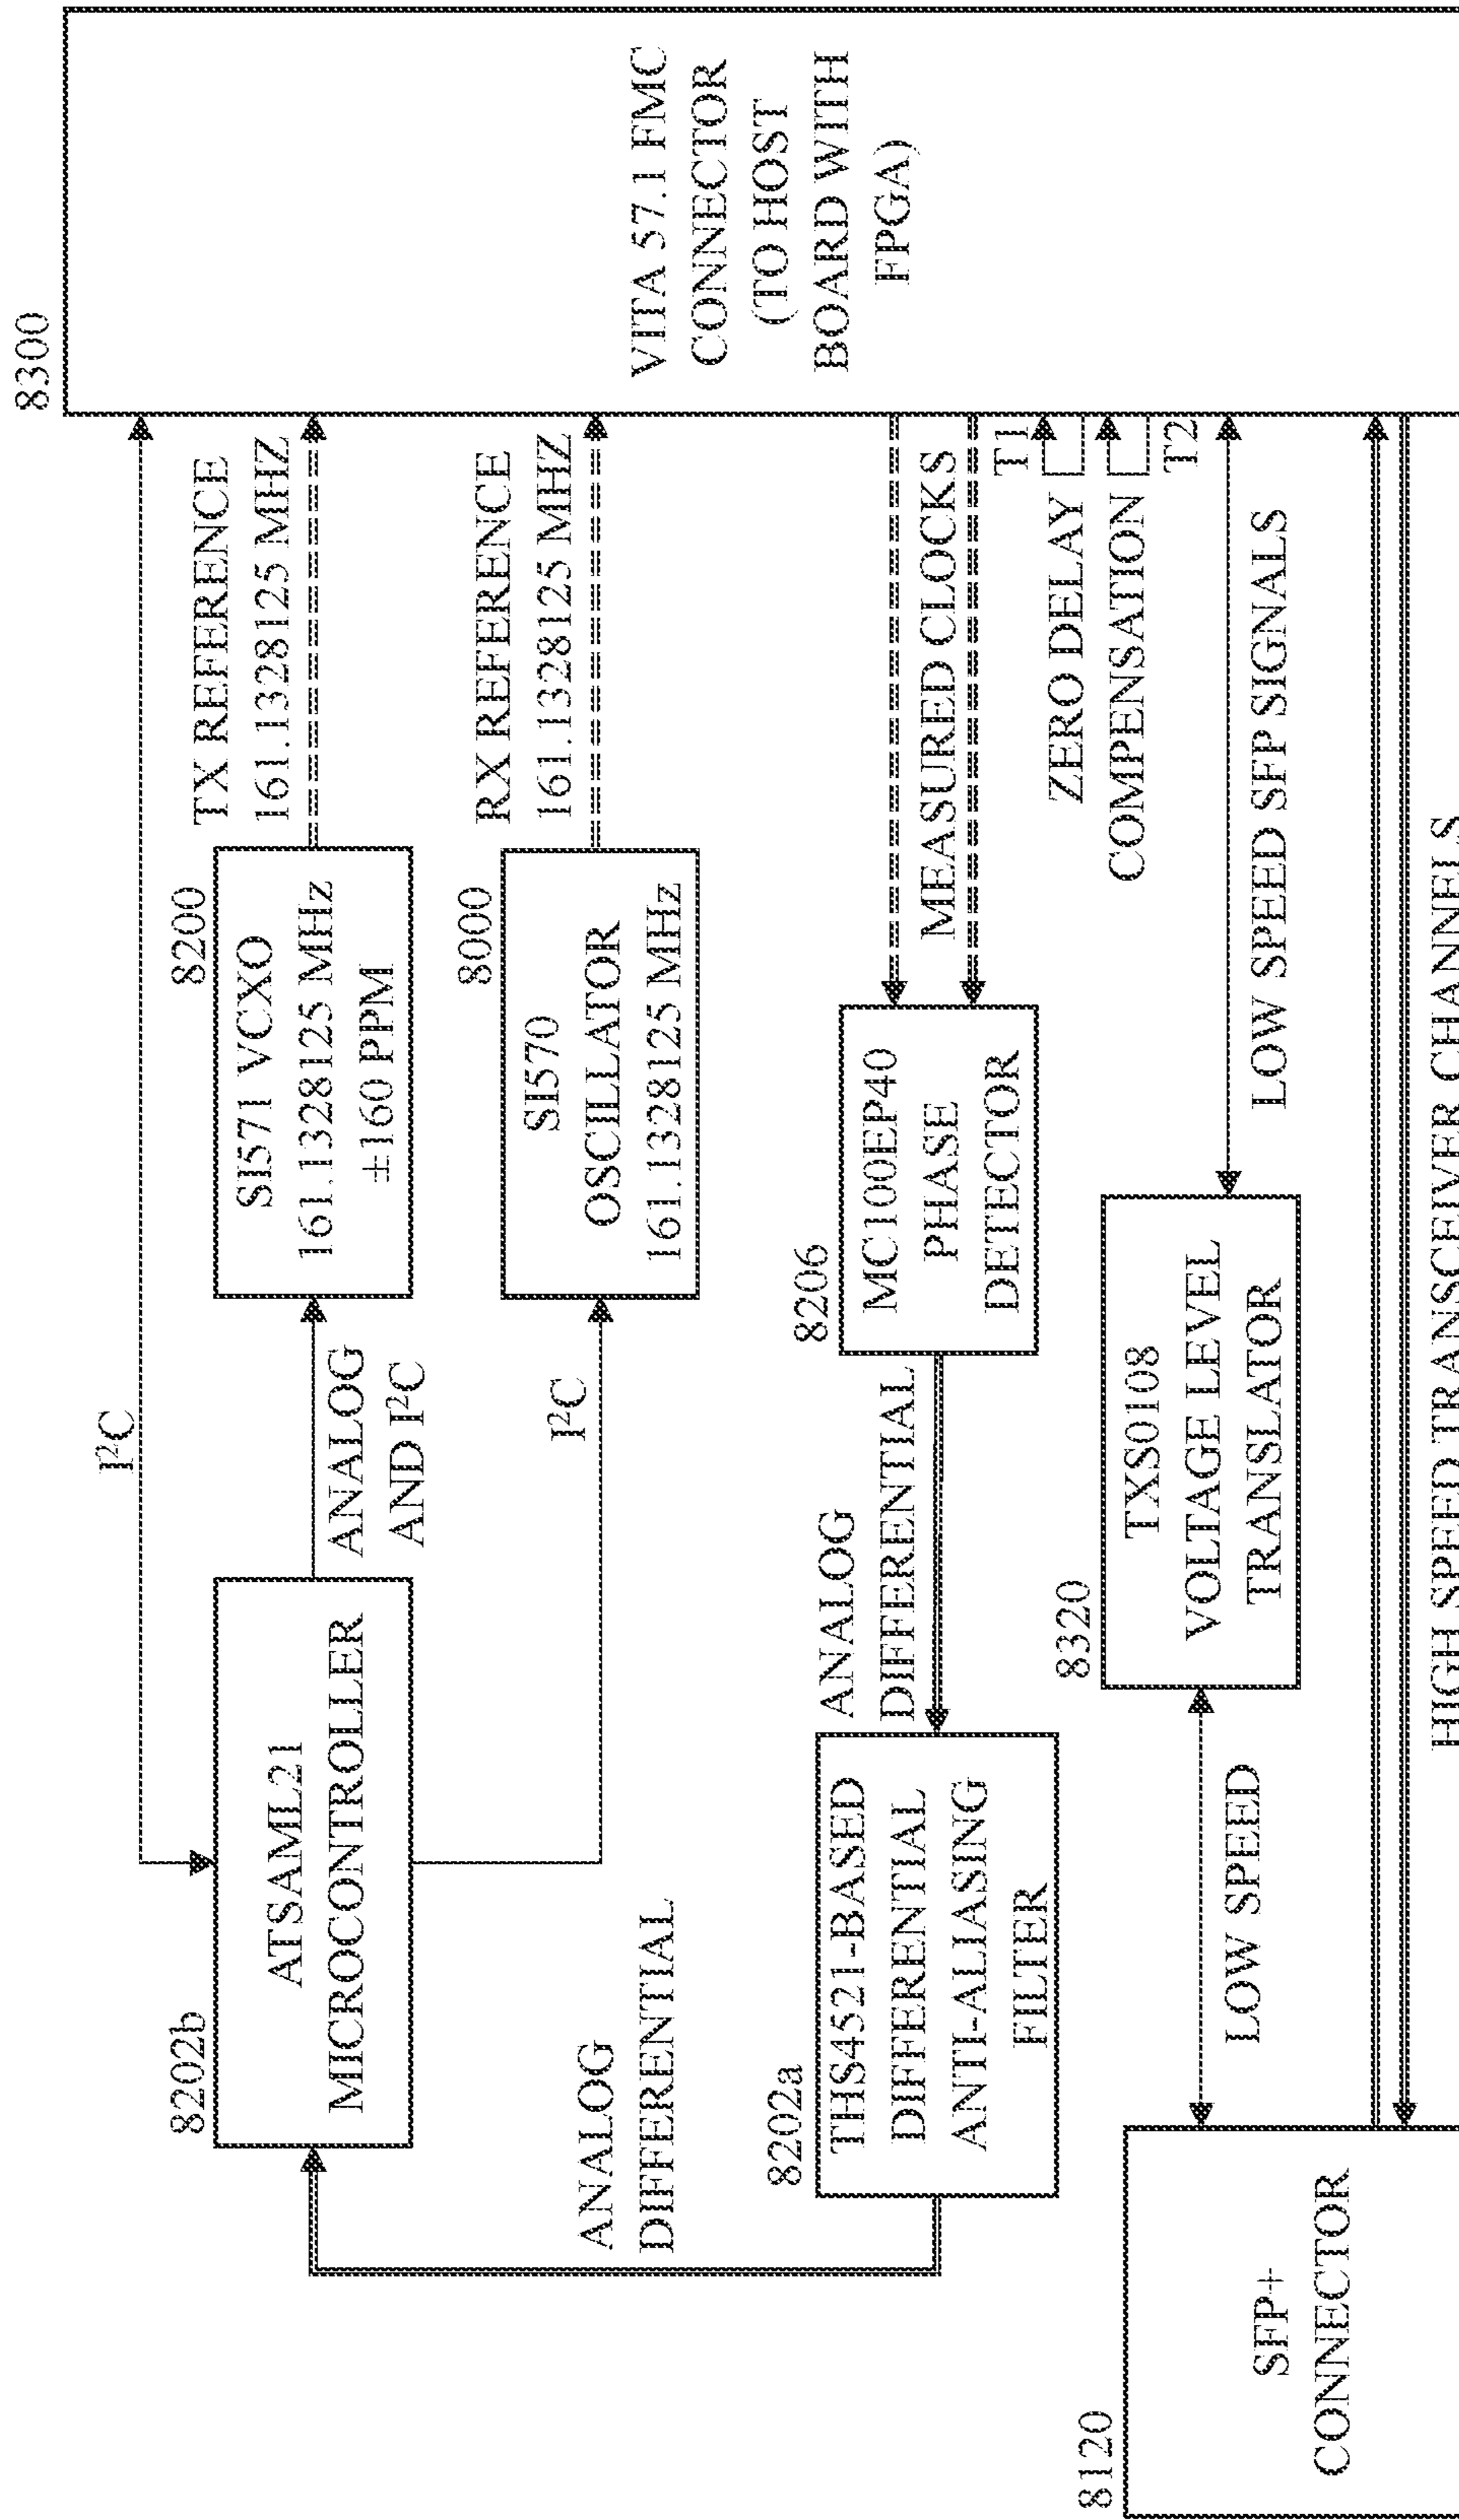 8300
VITA 57.1 FMC
CONNECTOR
(TO HOST
BOARD WITH
FPGA)
I²C
TX REFERENCE
161.1328125 MHZ
RX REFERENCE
161.1328125 MHZ
8200
SI571 VCXO
161.1328125 MHz
±160 PPM
8000
SI570
OSCILLATOR
161.1328125 MHz
ANALOG
AND I²C
I²C
8202b
ATSAML21
MICROCONTROLLER
ANALOG
DIFFERENTIAL
8202a
THS4521-BASED
DIFFERENTIAL
ANTI-ALIASING
FILTER
ANALOG
DIFFERENTIAL
8206
MC100EP40
PHASE
DETECTOR
MEASURED CLOCKS
T1
ZERO DELAY
COMPENSATION
T2
8320
TXS0108
VOLTAGE LEVEL
TRANSLATOR
LOW SPEED SFP SIGNALS
LOW SPEED
8120
SFP+
CONNECTOR
HIGH SPEED TRANSCEIVER CHANNELS